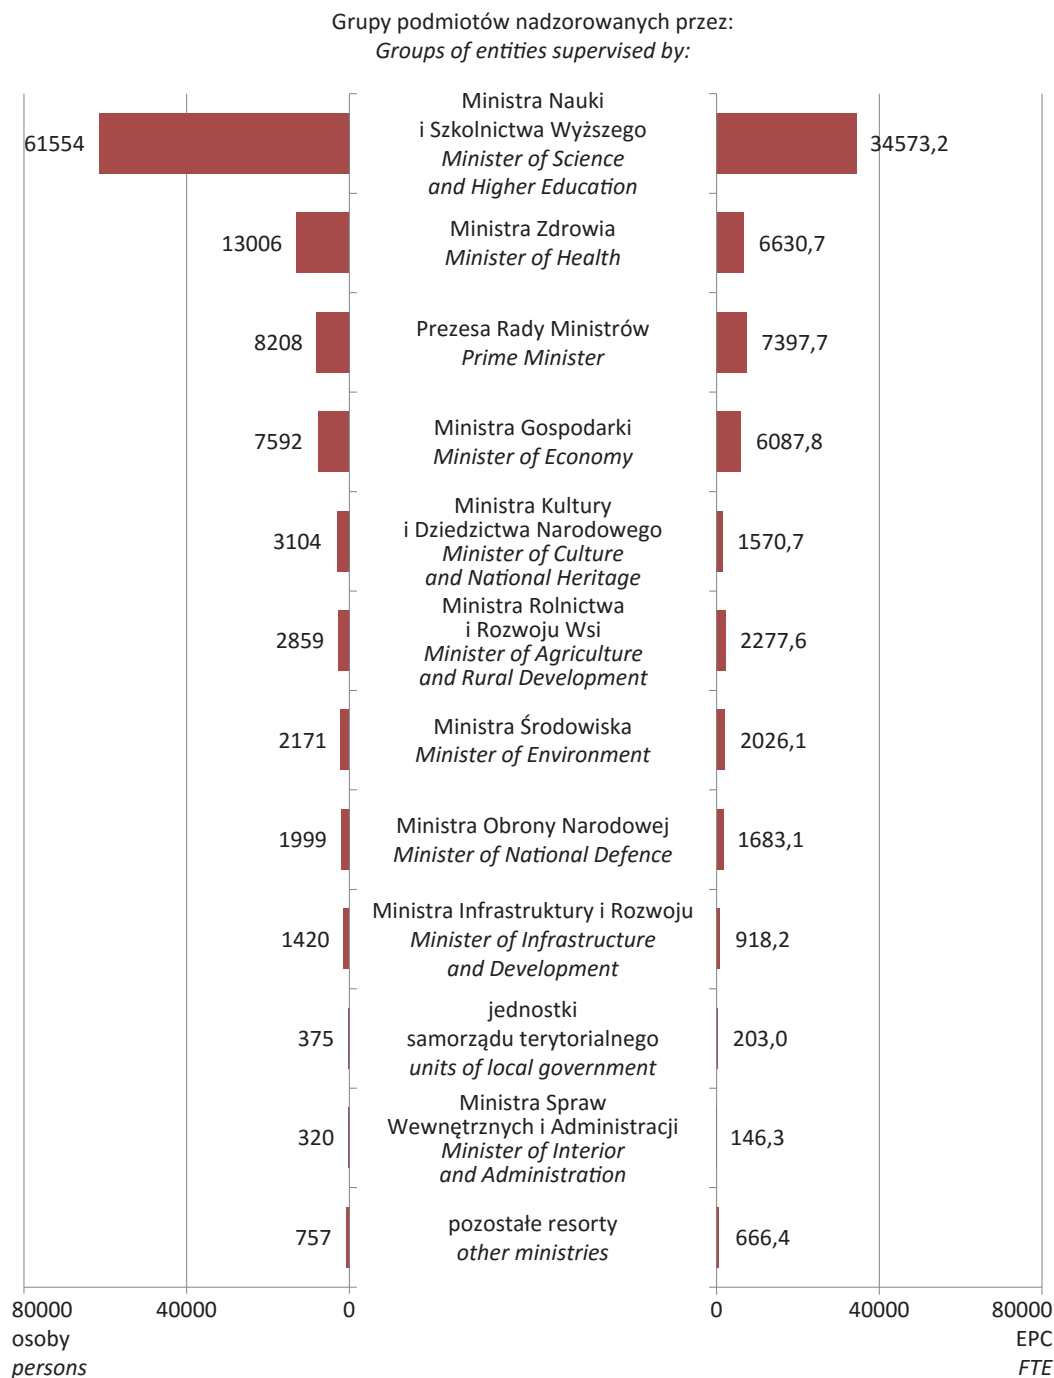 Grupy podmiotów nadzorowanych przez:
Groups of entities supervised by:
Ministra Nauki
i Szkolnictwa Wyższego
Minister of Science
and Higher Education
61554
34573,2
Ministra Zdrowia
Minister of Health
13006
6630,7
Prezesa Rady Ministrów
Prime Minister
8208
7397,7
Ministra Gospodarki
Minister of Economy
7592
6087,8
Ministra Kultury
i Dziedzictwa Narodowego
Minister of Culture
and National Heritage
3104
1570,7
Ministra Rolnictwa
i Rozwoju Wsi
Minister of Agriculture
and Rural Development
2859
2277,6
Ministra Środowiska
Minister of Environment
2171
2026,1
Ministra Obrony Narodowej
Minister of National Defence
1999
1683,1
Ministra Infrastruktury i Rozwoju
Minister of Infrastructure
and Development
1420
918,2
jednostki
samorządu terytorialnego
units of local government
375
203,0
Ministra Spraw
Wewnętrznych i Administracji
Minister of Interior
and Administration
320
146,3
pozostałe resorty
other ministries
757
666,4
80000 40000 0 0 40000 80000
osoby EPC
persons FTE